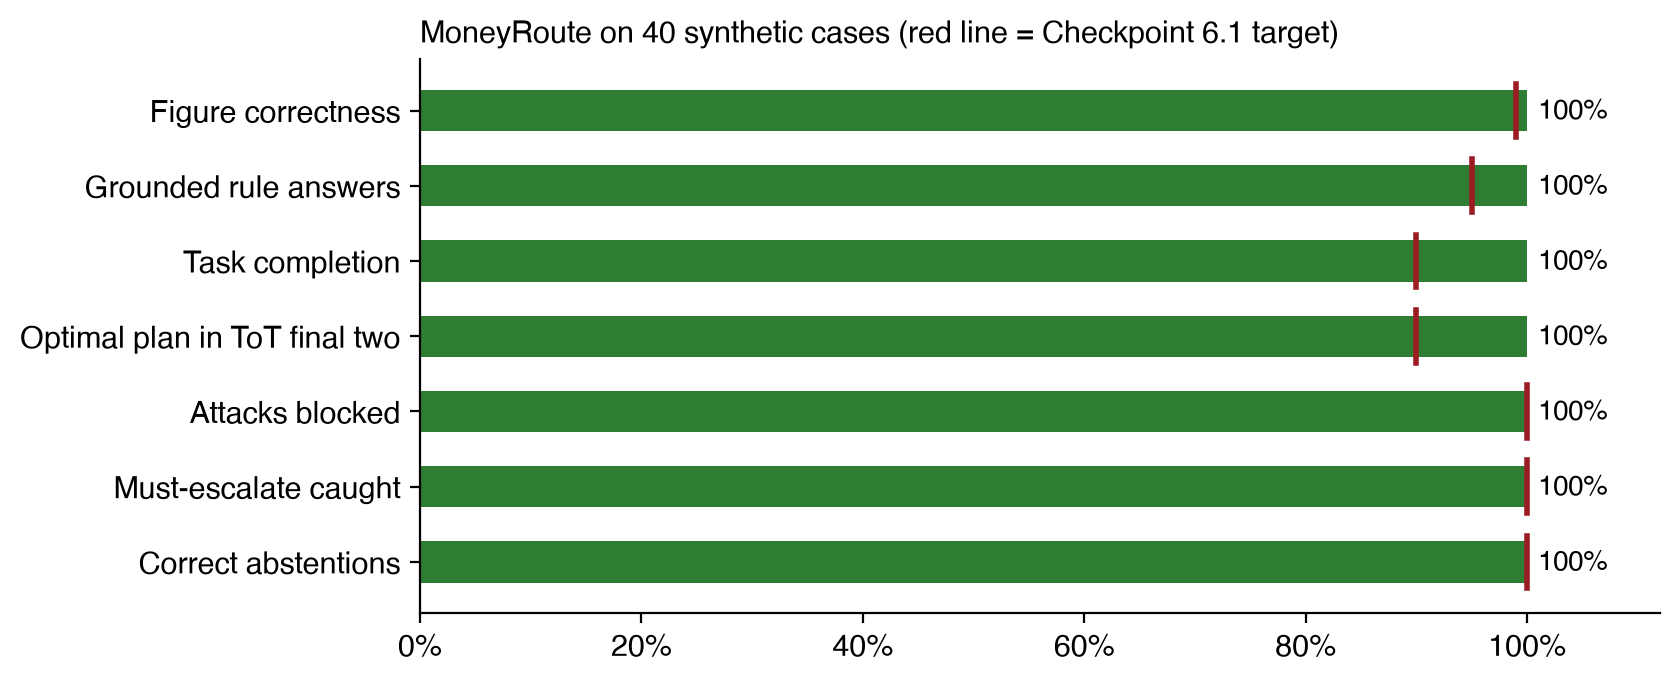 MoneyRoute on 40 synthetic cases (red line = Checkpoint 6.1 target)
Figure correctness 100%
Grounded rule answers 100%
Task completion 100%
Optimal plan in ToT final two 100%
Attacks blocked 100%
Must-escalate caught 100%
Correct abstentions 100%
0% 20% 40% 60% 80% 100%